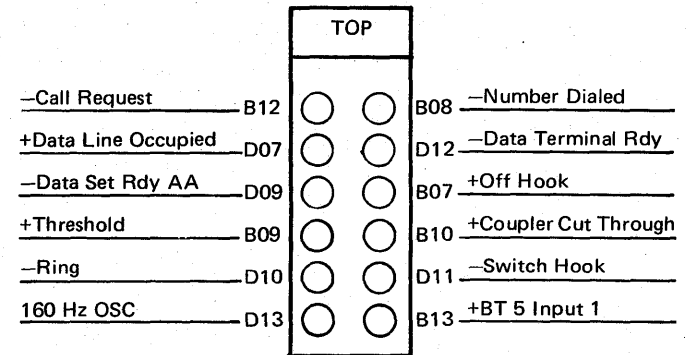 TOP
—Call Request B12 B08 —Number Dialed
+Data Line Occupied D07 D12 —Data Terminal Rdy
—Data Set Rdy AA D09 B07 +Off Hook
+Threshold B09 B10 +Coupler Cut Through
—Ring D10 D11 —Switch Hook
160 Hz OSC D13 B13 +BT 5 Input 1